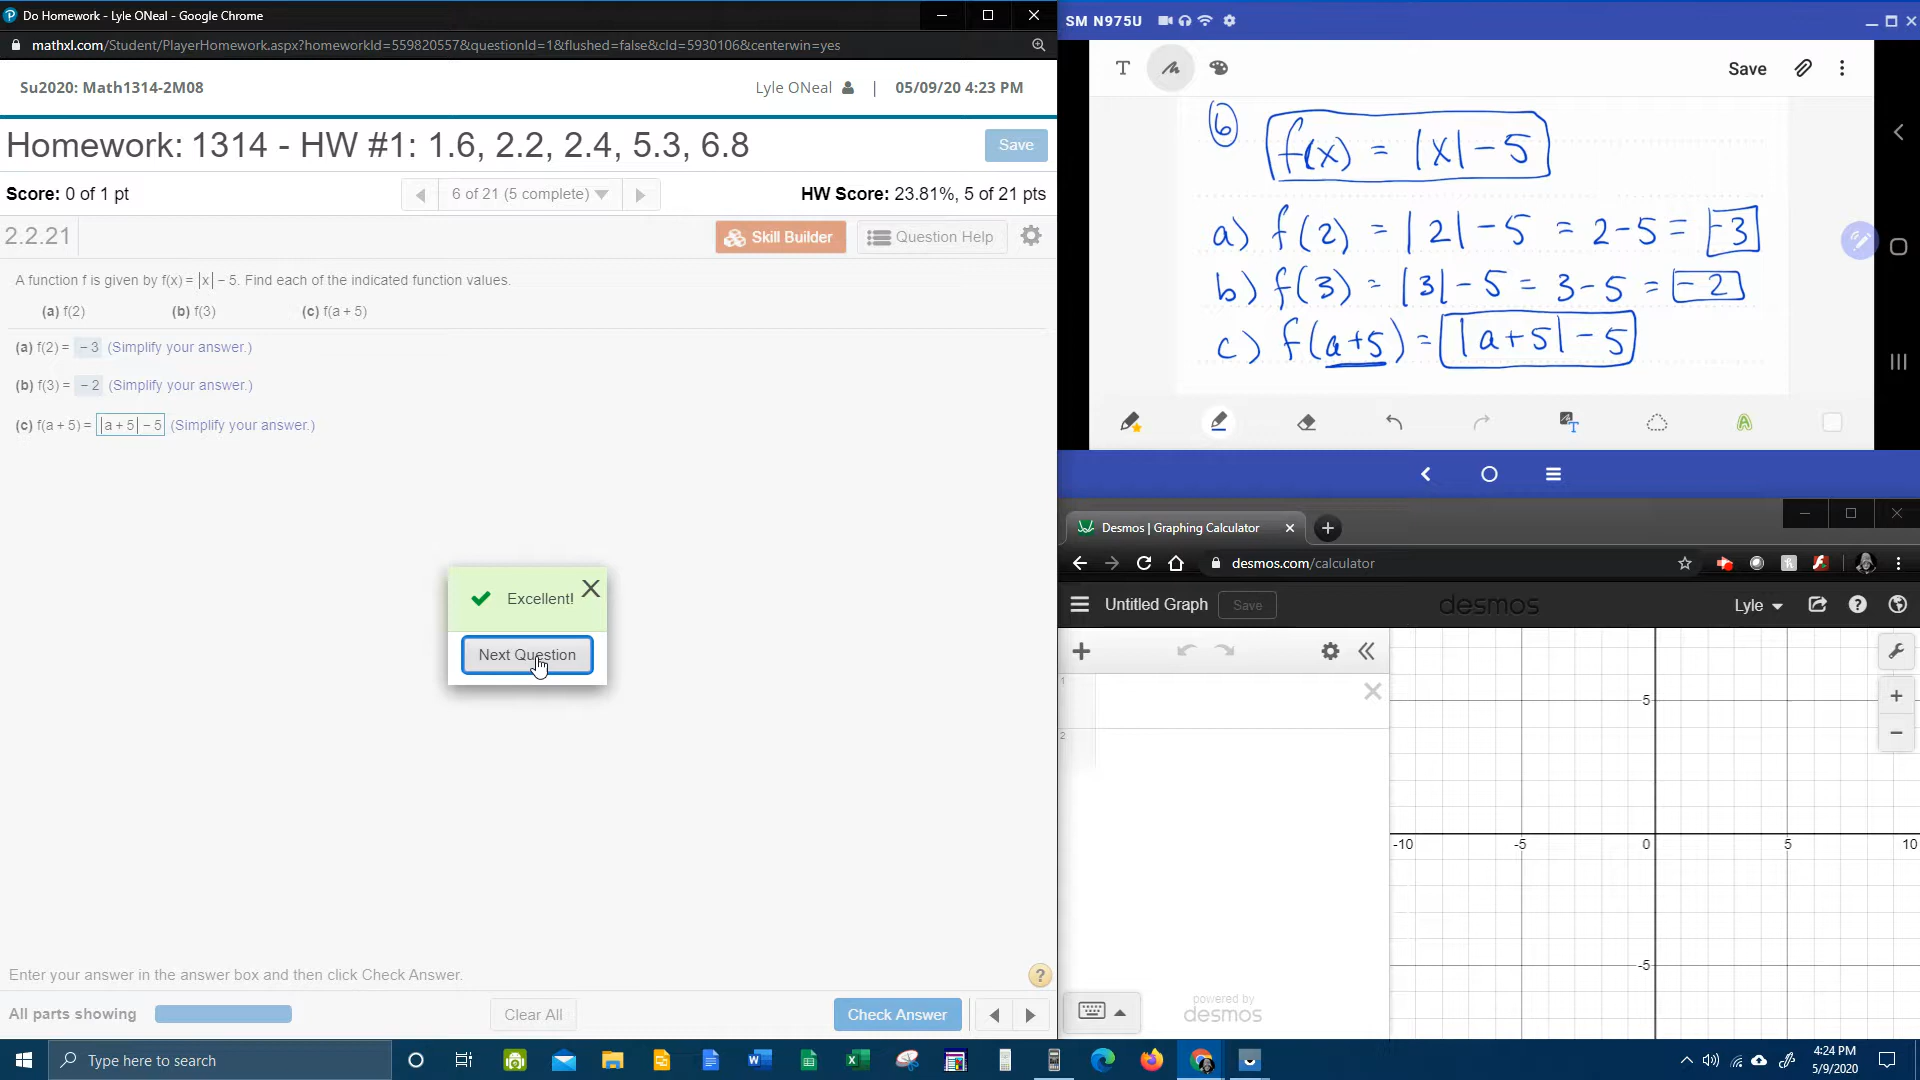 Do Homework - Lyle ONeal - Google Chrome
mathxl.com/Student/PlayerHomework.aspx?homeworkId=559820557&questionId=1&flushed=false&cId=5930106&centerwin=yes
Su2020: Math1314-2M08
Lyle ONeal | 05/09/20 4:23 PM
Homework: 1314 - HW #1: 1.6, 2.2, 2.4, 5.3, 6.8
Save
Score: 0 of 1 pt
6 of 21 (5 complete)
HW Score: 23.81%, 5 of 21 pts
2.2.21
Skill Builder
Question Help
A function f is given by f(x) = |x| − 5. Find each of the indicated function values.
(a) f(2) (b) f(3) (c) f(a + 5)
(a) f(2) = − 3 (Simplify your answer.)
(b) f(3) = − 2 (Simplify your answer.)
(c) f(a + 5) = |a + 5| − 5 (Simplify your answer.)
Excellent!
X
Next Question
Enter your answer in the answer box and then click Check Answer.
?
All parts showing
Clear All
Check Answer
SM N975U
T
Save
6 f(x) = |x| - 5
a) f(2) = |2| - 5 = 2 - 5 = -3
b) f(3) = |3| - 5 = 3 - 5 = -2
c) f(a+5) = |a+5| - 5
T
A
Desmos | Graphing Calculator
desmos.com/calculator
Untitled Graph
Save
desmos
Lyle
1
2
5
-10 -5 0 5 10
-5
powered by
desmos
Type here to search
4:24 PM
5/9/2020